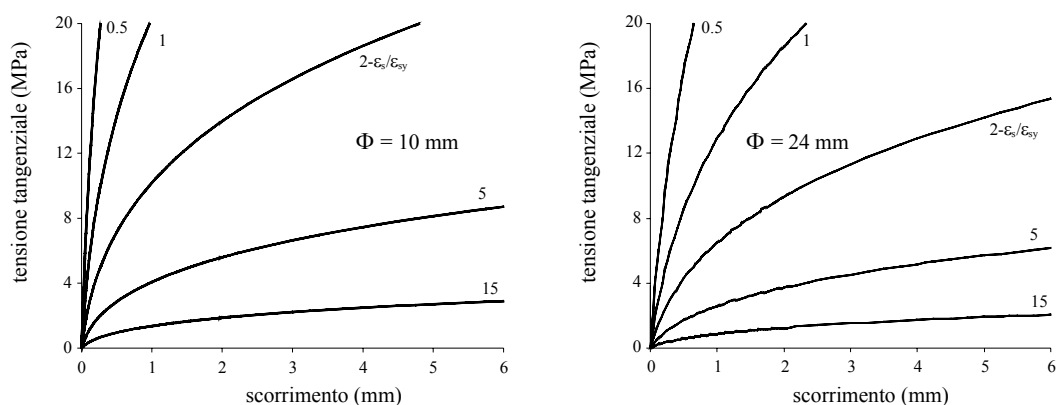 tensione tangenziale (MPa)
20
16
12
8
4
0
0.5
1
2-εs/εsy
Φ = 10 mm
5
15
0 1 2 3 4 5 6
scorrimento (mm)
tensione tangenziale (MPa)
20
16
12
8
4
0
0.5
1
2-εs/εsy
Φ = 24 mm
5
15
0 1 2 3 4 5 6
scorrimento (mm)